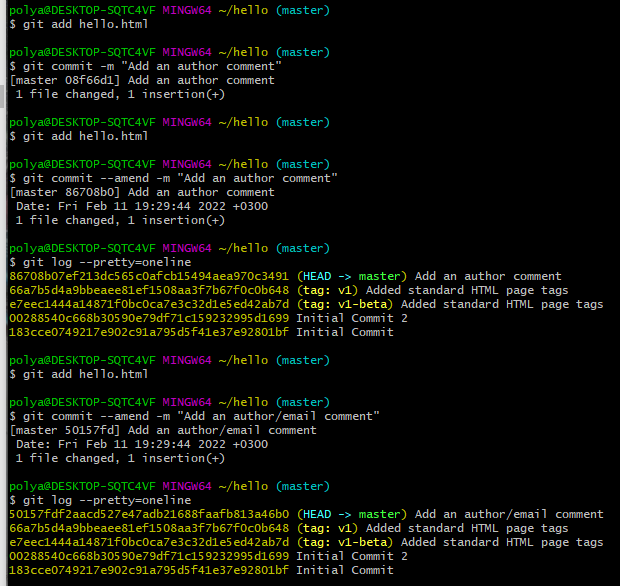 polya@DESKTOP-SQTC4VF MINGW64 ~/hello (master)
$ git add hello.html
polya@DESKTOP-SQTC4VF MINGW64 ~/hello (master)
$ git commit -m "Add an author comment"
[master 08f66d1] Add an author comment
1 file changed, 1 insertion(+)
polya@DESKTOP-SQTC4VF MINGW64 ~/hello (master)
$ git add hello.html
polya@DESKTOP-SQTC4VF MINGW64 ~/hello (master)
$ git commit --amend -m "Add an author comment"
[master 86708b0] Add an author comment
Date: Fri Feb 11 19:29:44 2022 +0300
1 file changed, 1 insertion(+)
polya@DESKTOP-SQTC4VF MINGW64 ~/hello (master)
$ git log --pretty=oneline
86708b07ef213dc565c0afcb15494aea970c3491 (HEAD -> master) Add an author comment
66a7b5d4a9bbeaee81ef1508aa3f7b67f0c0b648 (tag: v1) Added standard HTML page tags
e7eec1444a14871f0bc0ca7e3c32d1e5ed42ab7d (tag: v1-beta) Added standard HTML page tags
00288540c668b30590e79df71c159232995d1699 Initial Commit 2
183cce0749217e902c91a795d5f41e37e92801bf Initial Commit
polya@DESKTOP-SQTC4VF MINGW64 ~/hello (master)
$ git add hello.html
polya@DESKTOP-SQTC4VF MINGW64 ~/hello (master)
$ git commit --amend -m "Add an author/email comment"
[master 50157fd] Add an author/email comment
Date: Fri Feb 11 19:29:44 2022 +0300
1 file changed, 1 insertion(+)
polya@DESKTOP-SQTC4VF MINGW64 ~/hello (master)
$ git log --pretty=oneline
50157fdf2aacd527e47adb21688faafb813a46b0 (HEAD -> master) Add an author/email comment
66a7b5d4a9bbeaee81ef1508aa3f7b67f0c0b648 (tag: v1) Added standard HTML page tags
e7eec1444a14871f0bc0ca7e3c32d1e5ed42ab7d (tag: v1-beta) Added standard HTML page tags
00288540c668b30590e79df71c159232995d1699 Initial Commit 2
183cce0749217e902c91a795d5f41e37e92801bf Initial Commit